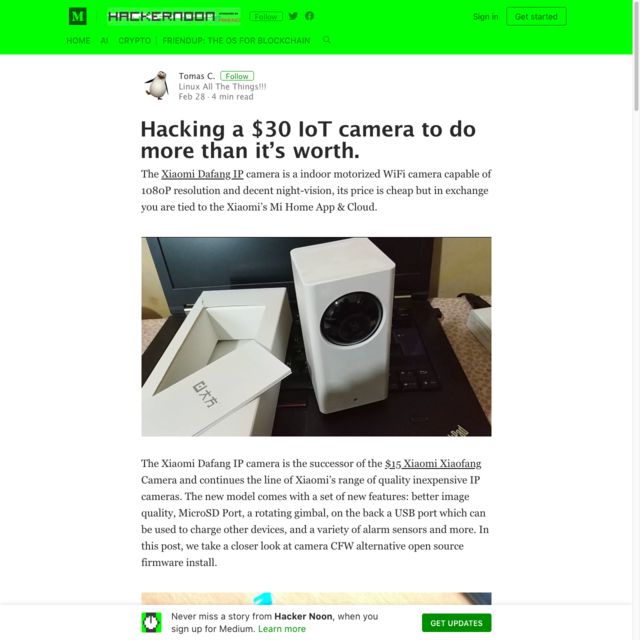 M HACKERNOON Follow Sign in Get started
HOME AI CRYPTO FRIENDUP: THE OS FOR BLOCKCHAIN
Tomas C. Follow
Linux All The Things!!!
Feb 28 · 4 min read
Hacking a $30 IoT camera to do
more than it’s worth.
The Xiaomi Dafang IP camera is a indoor motorized WiFi camera capable of
1080P resolution and decent night-vision, its price is cheap but in exchange
you are tied to the Xiaomi’s Mi Home App & Cloud.
大方
The Xiaomi Dafang IP camera is the successor of the $15 Xiaomi Xiaofang
Camera and continues the line of Xiaomi’s range of quality inexpensive IP
cameras. The new model comes with a set of new features: better image
quality, MicroSD Port, a rotating gimbal, on the back a USB port which can
be used to charge other devices, and a variety of alarm sensors and more. In
this post, we take a closer look at camera CFW alternative open source
firmware install.
Never miss a story from Hacker Noon, when you
sign up for Medium. Learn more
GET UPDATES